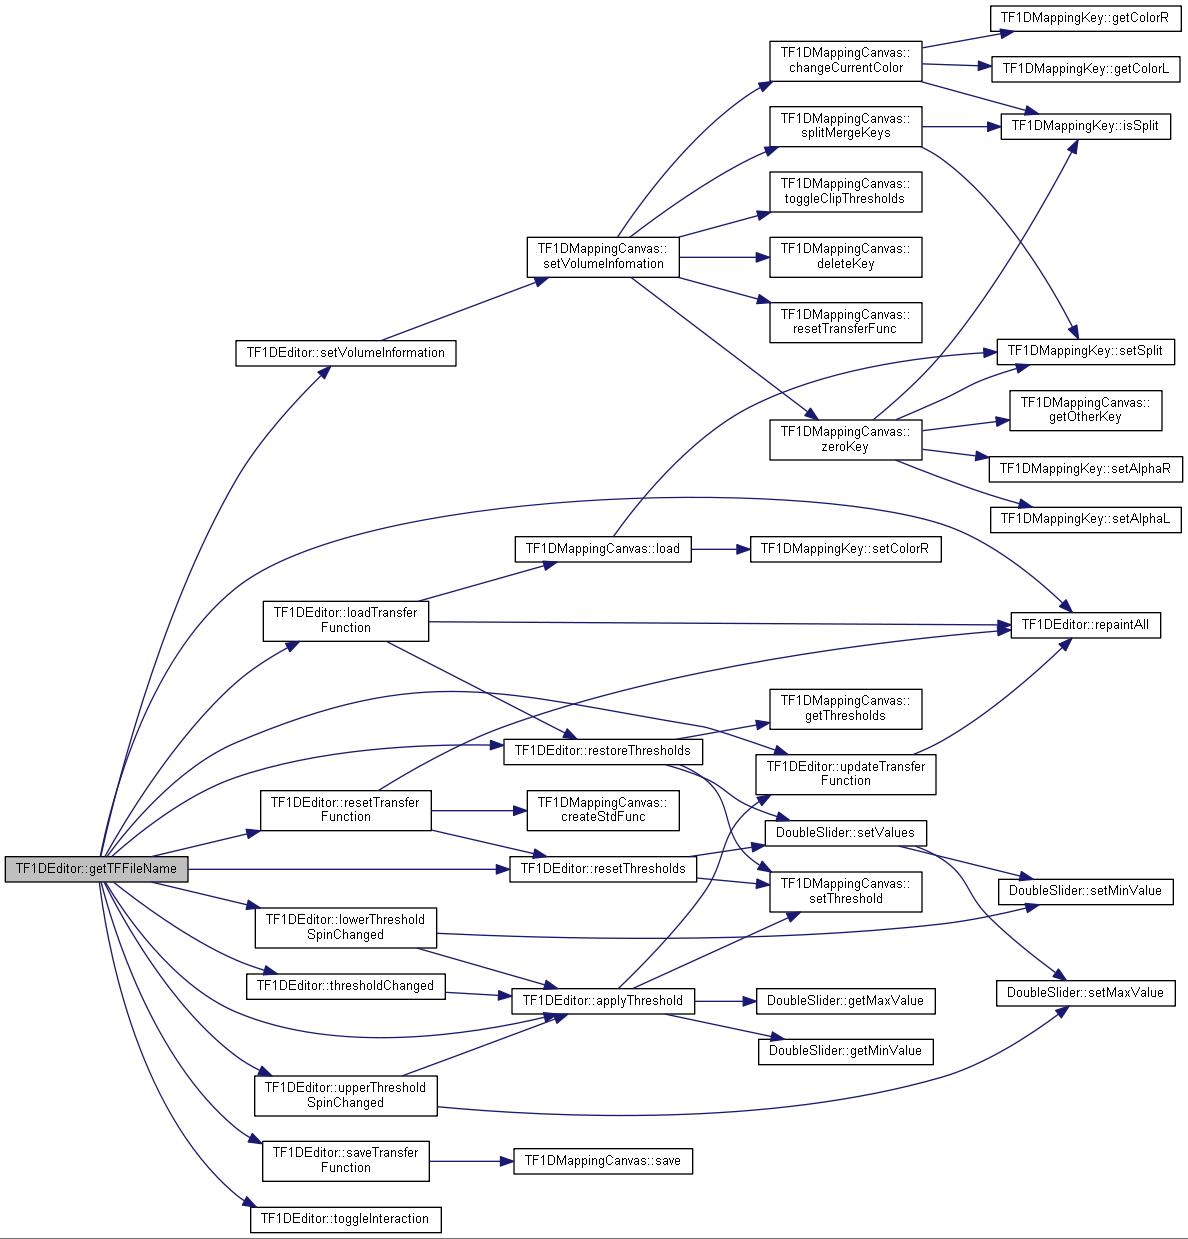 TF1DMappingKey::getColorR
TF1DMappingCanvas::
changeCurrentColor
TF1DMappingKey::getColorL
TF1DMappingCanvas::
splitMergeKeys
TF1DMappingKey::isSplit
TF1DMappingCanvas::
toggleClipThresholds
TF1DMappingCanvas::
setVolumeInfomation
TF1DMappingCanvas::
deleteKey
TF1DMappingCanvas::
resetTransferFunc
TF1DEditor::setVolumeInformation
TF1DMappingKey::setSplit
TF1DMappingCanvas::
getOtherKey
TF1DMappingCanvas::
zeroKey
TF1DMappingKey::setAlphaR
TF1DMappingKey::setAlphaL
TF1DMappingCanvas::load
TF1DMappingKey::setColorR
TF1DEditor::loadTransfer
Function
TF1DEditor::repaintAll
TF1DMappingCanvas::
getThresholds
TF1DEditor::restoreThresholds
TF1DEditor::updateTransfer
Function
TF1DEditor::resetTransfer
Function
TF1DMappingCanvas::
createStdFunc
DoubleSlider::setValues
TF1DEditor::getTFFileName
TF1DEditor::resetThresholds
TF1DMappingCanvas::
setThreshold
DoubleSlider::setMinValue
TF1DEditor::lowerThreshold
SpinChanged
TF1DEditor::thresholdChanged
TF1DEditor::applyThreshold
DoubleSlider::getMaxValue
DoubleSlider::setMaxValue
DoubleSlider::getMinValue
TF1DEditor::upperThreshold
SpinChanged
TF1DEditor::saveTransfer
Function
TF1DMappingCanvas::save
TF1DEditor::toggleInteraction